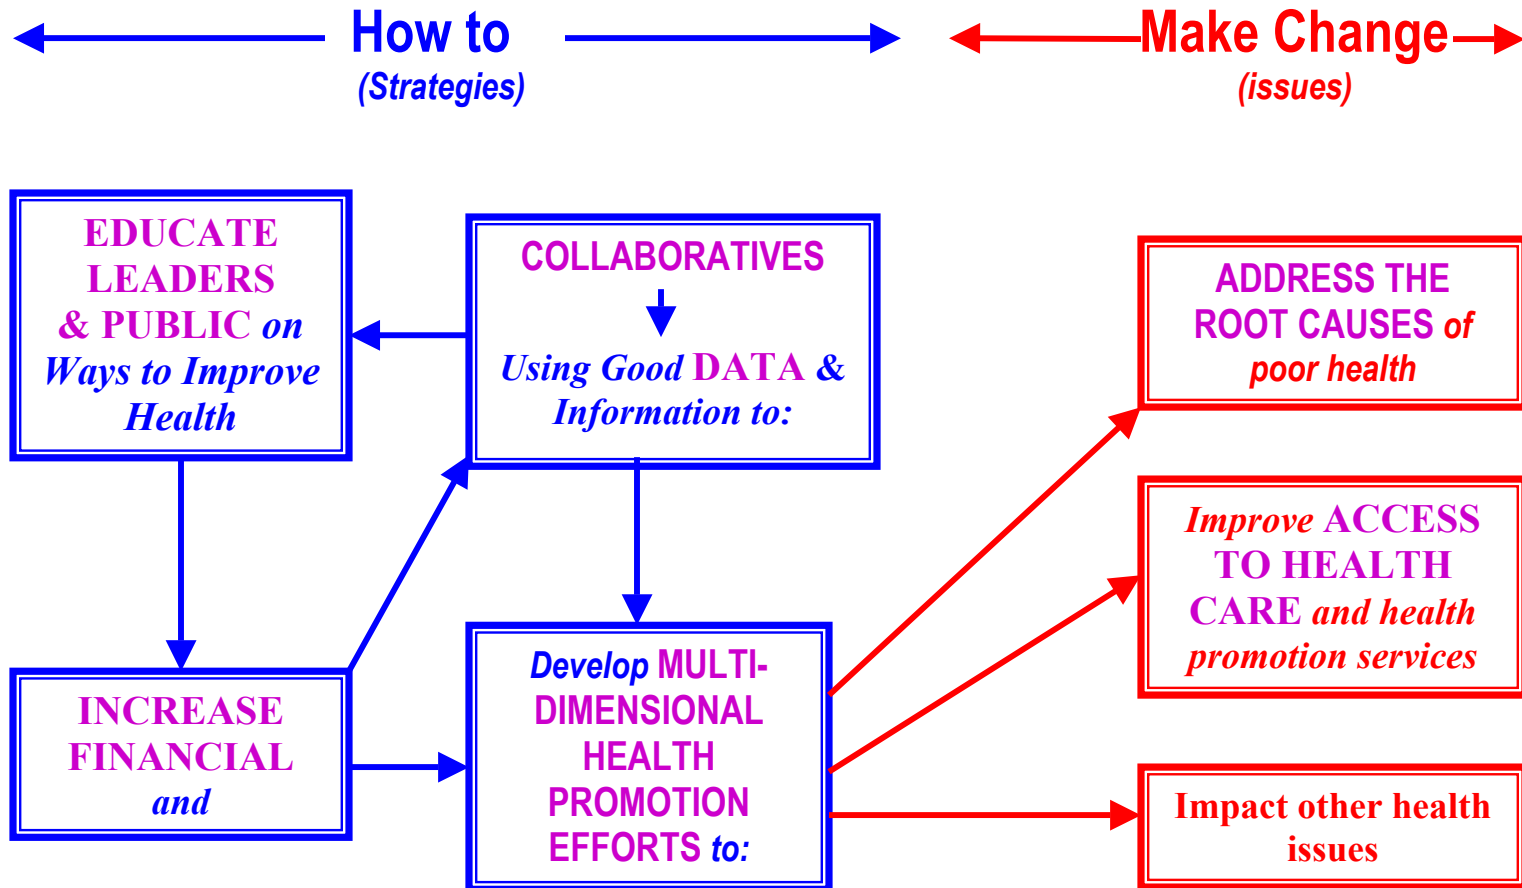 How to
(Strategies)
Make Change
(issues)
EDUCATE
LEADERS
& PUBLIC on
Ways to Improve
Health
COLLABORATIVES
Using Good DATA &
Information to:
INCREASE
FINANCIAL
and
Develop MULTI-
DIMENSIONAL
HEALTH
PROMOTION
EFFORTS to:
ADDRESS THE
ROOT CAUSES of
poor health
Improve ACCESS
TO HEALTH
CARE and health
promotion services
Impact other health
issues